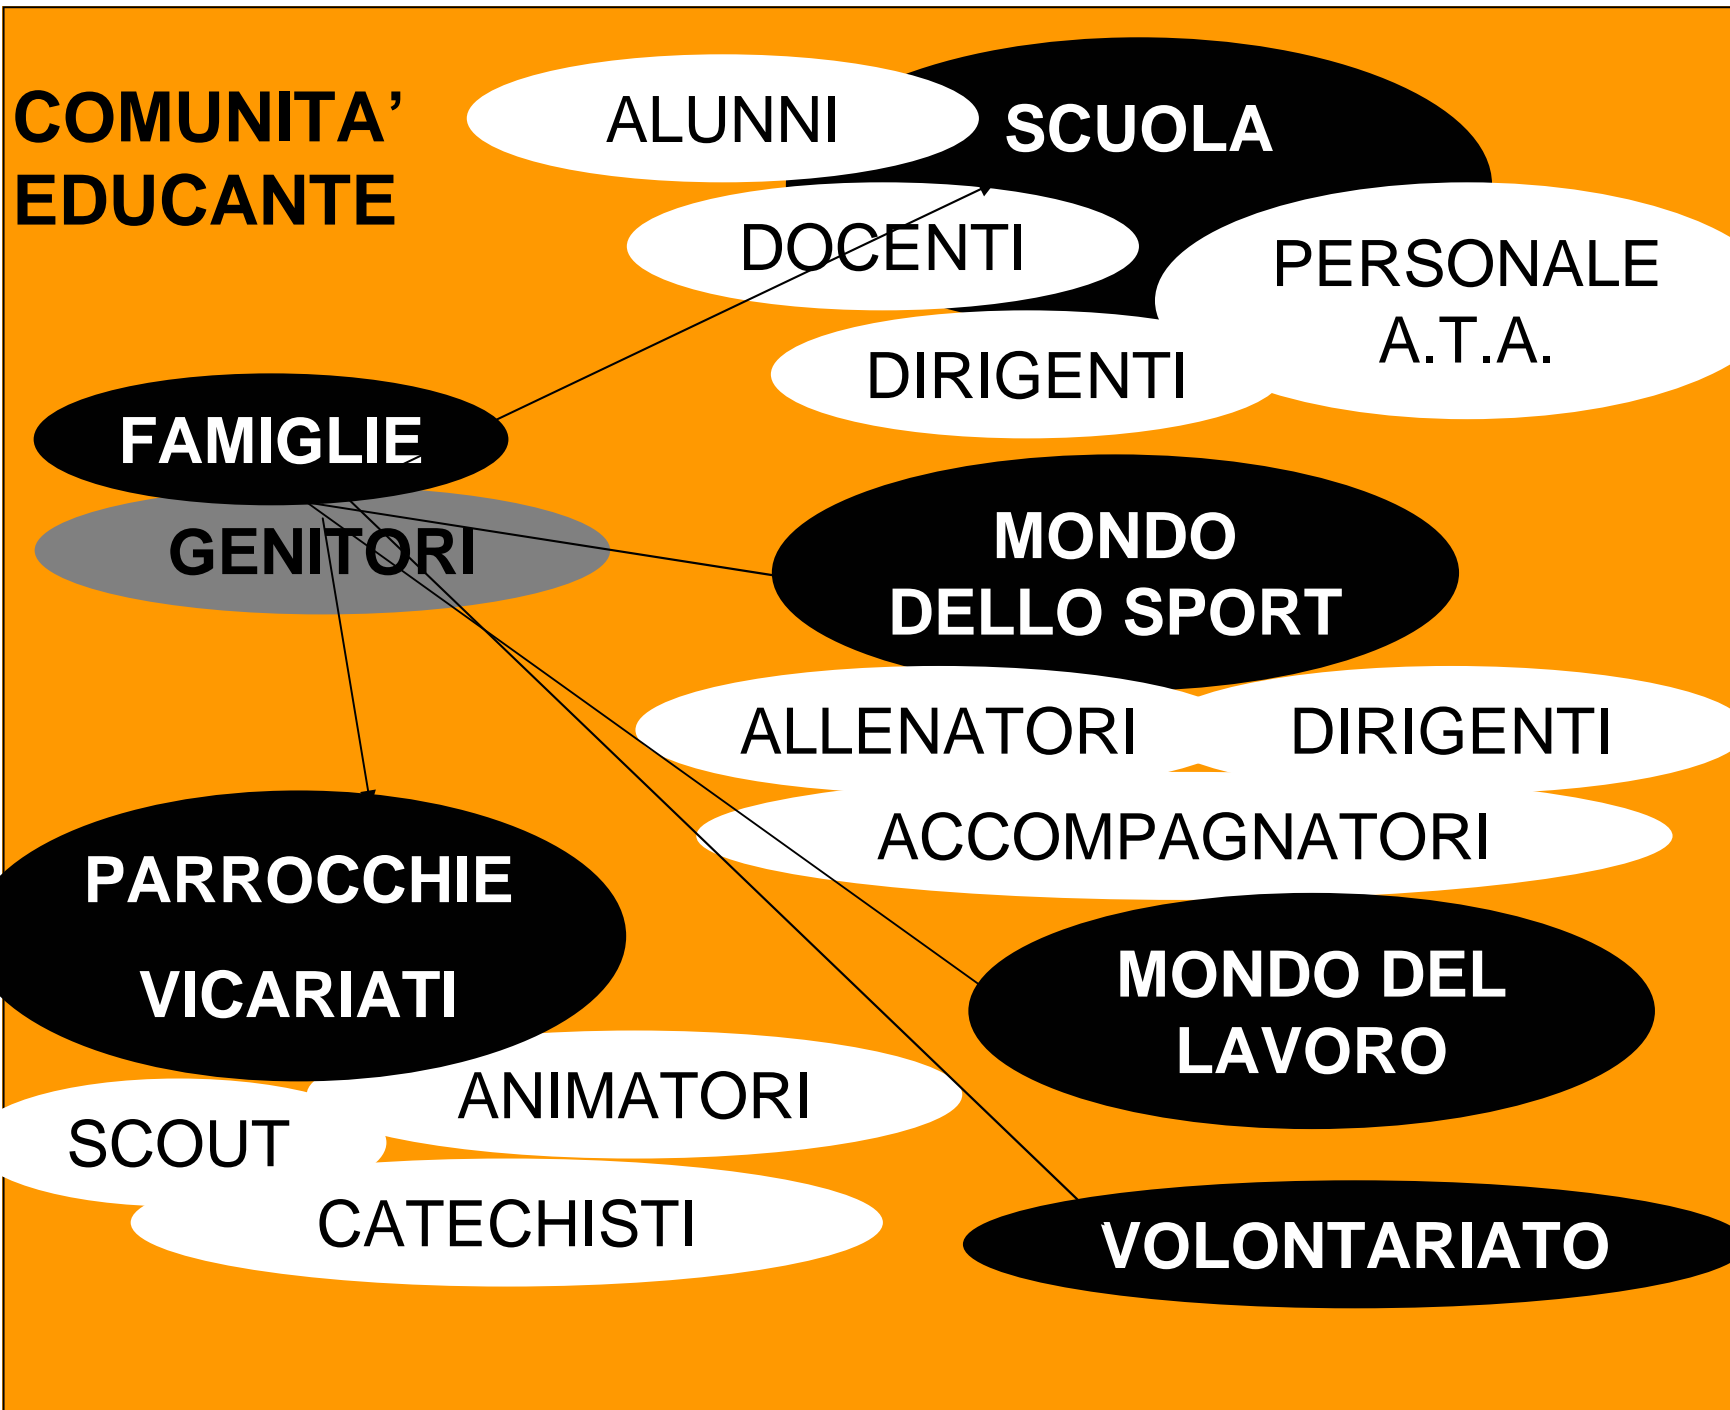 COMUNITA’
EDUCANTE
ALUNNI
SCUOLA
DOCENTI
PERSONALE
A.T.A.
DIRIGENTI
FAMIGLIE
GENITORI
MONDO
DELLO SPORT
ALLENATORI
DIRIGENTI
ACCOMPAGNATORI
PARROCCHIE
VICARIATI
MONDO DEL
LAVORO
ANIMATORI
SCOUT
CATECHISTI
VOLONTARIATO